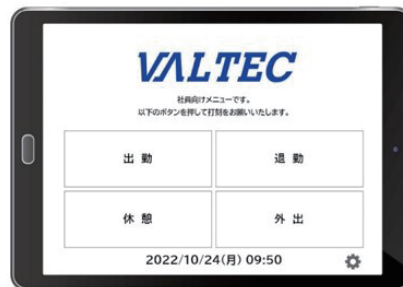 VALTEC
社員向けメニューです。
以下のボタンを押して打刻をお願いいたします。
出 勤
退 勤
休 憩
外 出
2022/10/24(月) 09:50